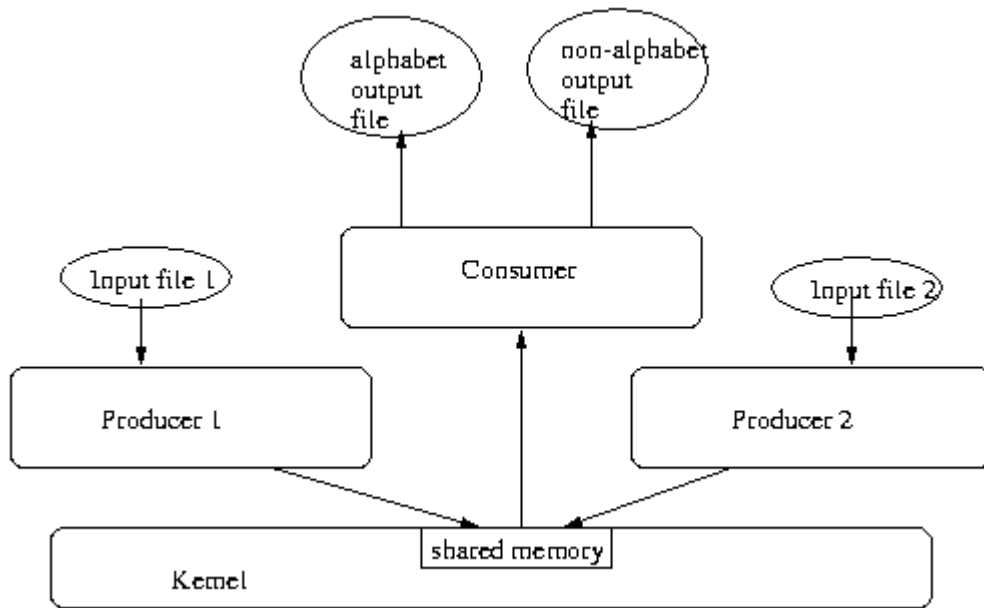 alphabet
output
file
non-alphabet
output
file
Consumer
Input file 1
Input file 2
Producer 1
Producer 2
shared memory
Kernel